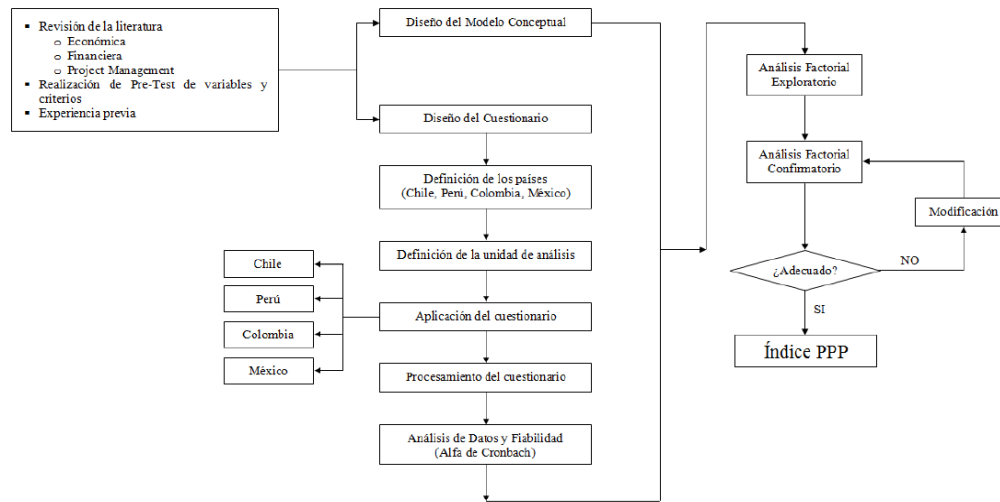 ▪ Revisión de la literatura
o Económica
o Financiera
o Project Management
▪ Realización de Pre-Test de variables y
criterios
▪ Experiencia previa
Diseño del Modelo Conceptual
Diseño del Cuestionario
Definición de los países
(Chile, Perú, Colombia, México)
Definición de la unidad de análisis
Aplicación del cuestionario
Chile
Perú
Colombia
México
Procesamiento del cuestionario
Análisis de Datos y Fiabilidad
(Alfa de Cronbach)
Análisis Factorial
Exploratorio
Análisis Factorial
Confirmatorio
Modificación
¿Adecuado?
NO
SI
Índice PPP